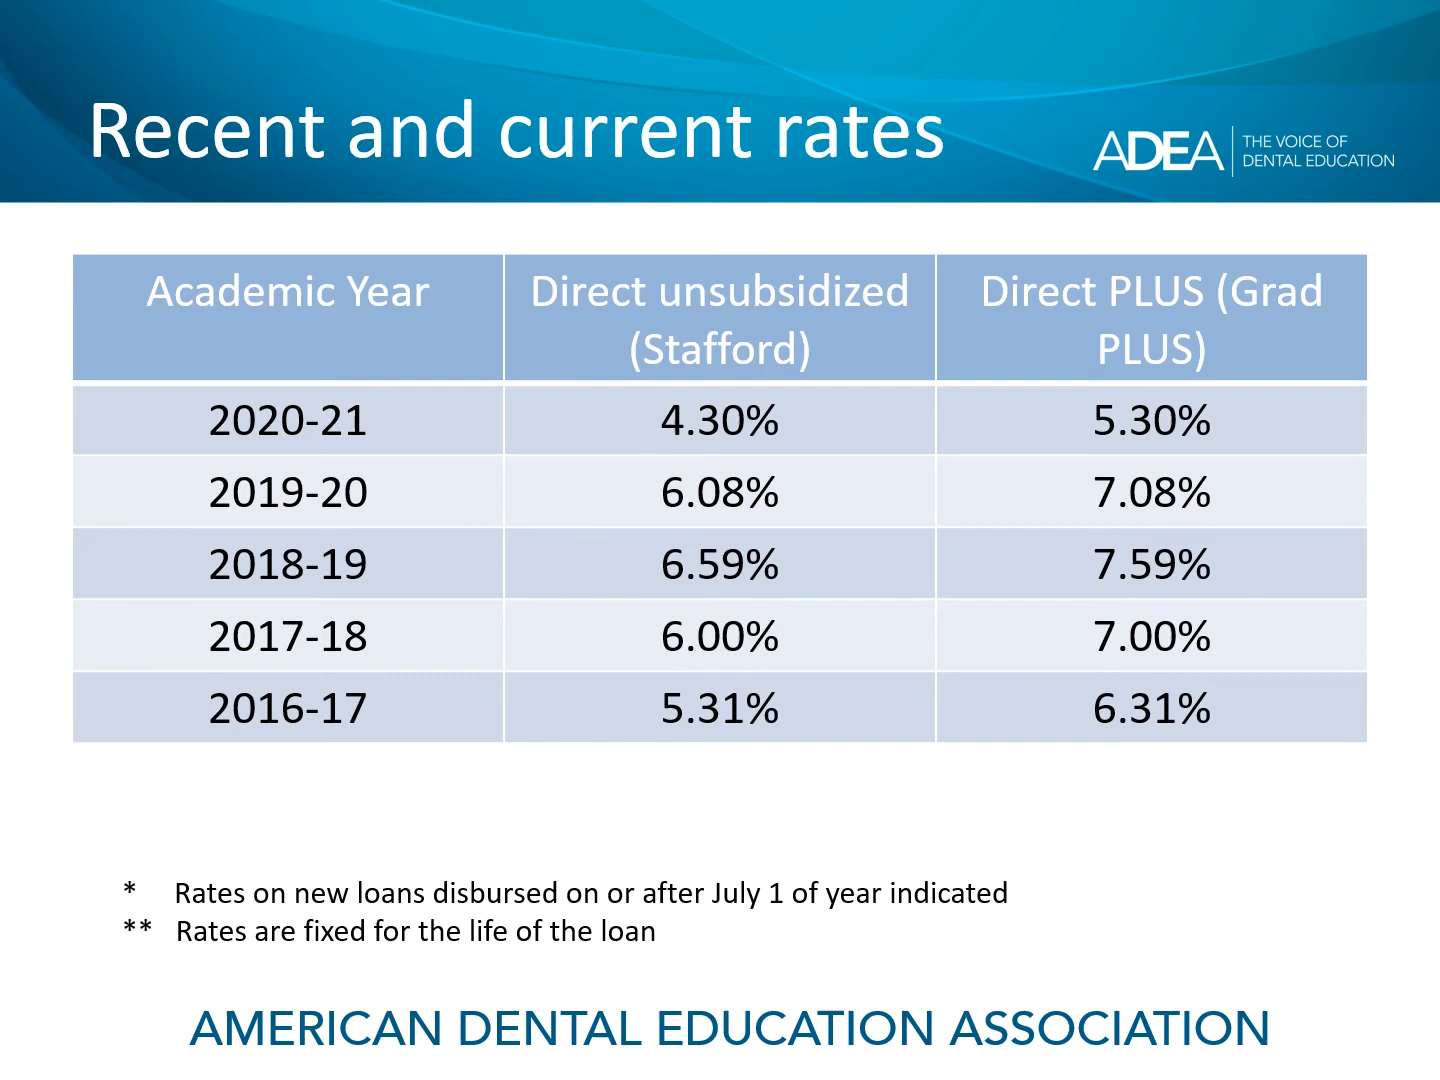 Recent and current rates
ADEA
THE VOICE OF
DENTAL EDUCATION
Academic Year
Direct unsubsidized
(Stafford)
Direct PLUS (Grad
PLUS)
2020-21 4.30% 5.30%
2019-20 6.08% 7.08%
2018-19 6.59% 7.59%
2017-18 6.00% 7.00%
2016-17 5.31% 6.31%
* Rates on new loans disbursed on or after July 1 of year indicated
** Rates are fixed for the life of the loan
AMERICAN DENTAL EDUCATION ASSOCIATION